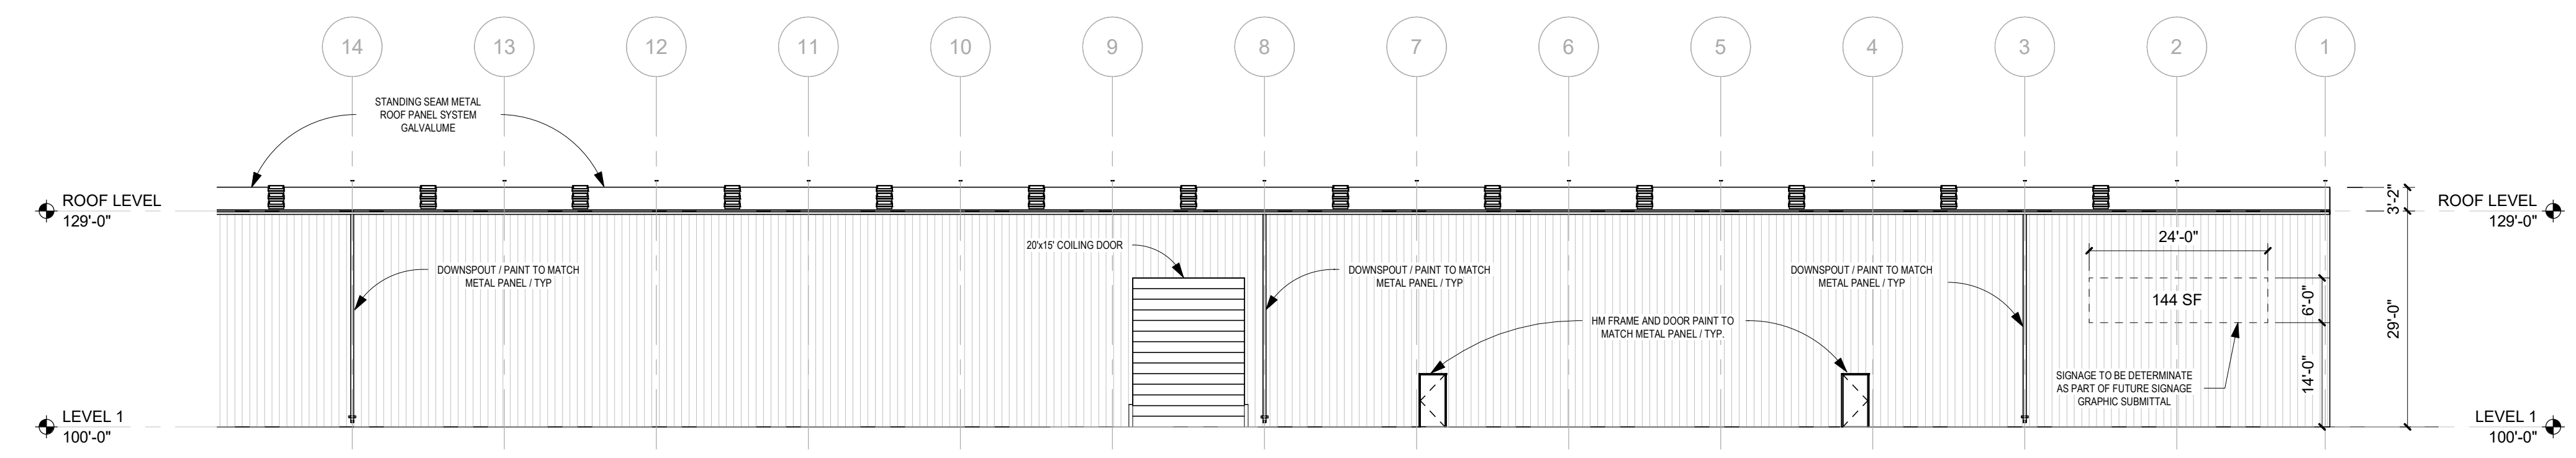 14
13
12
11
10
9
8
7
6
5
4
3
2
1
STANDING SEAM METAL
ROOF PANEL SYSTEM
GALVALUME
ROOF LEVEL
129'-0"
ROOF LEVEL
129'-0"
3'-2"
24'-0"
20'x15' COILING DOOR
DOWNSPOUT / PAINT TO MATCH
METAL PANEL / TYP
DOWNSPOUT / PAINT TO MATCH
METAL PANEL / TYP
DOWNSPOUT / PAINT TO MATCH
METAL PANEL / TYP
144 SF
6'-0"
29'-0"
HM FRAME AND DOOR PAINT TO
MATCH METAL PANEL / TYP.
14'-0"
SIGNAGE TO BE DETERMINATE
AS PART OF FUTURE SIGNAGE
GRAPHIC SUBMITTAL
LEVEL 1
100'-0"
LEVEL 1
100'-0"